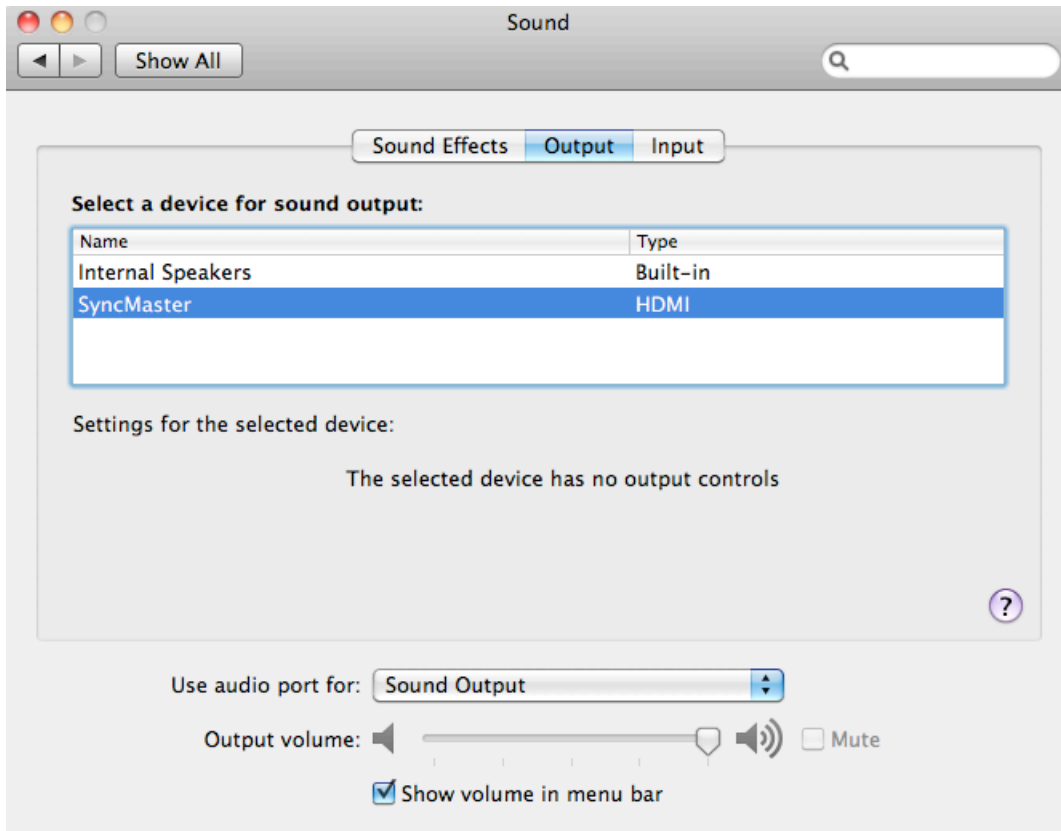 Sound
Show All
Sound Effects Output Input
Select a device for sound output:
Name Type
Internal Speakers Built-in
SyncMaster HDMI
Settings for the selected device:
The selected device has no output controls
?
Use audio port for: Sound Output
Output volume: Mute
Show volume in menu bar